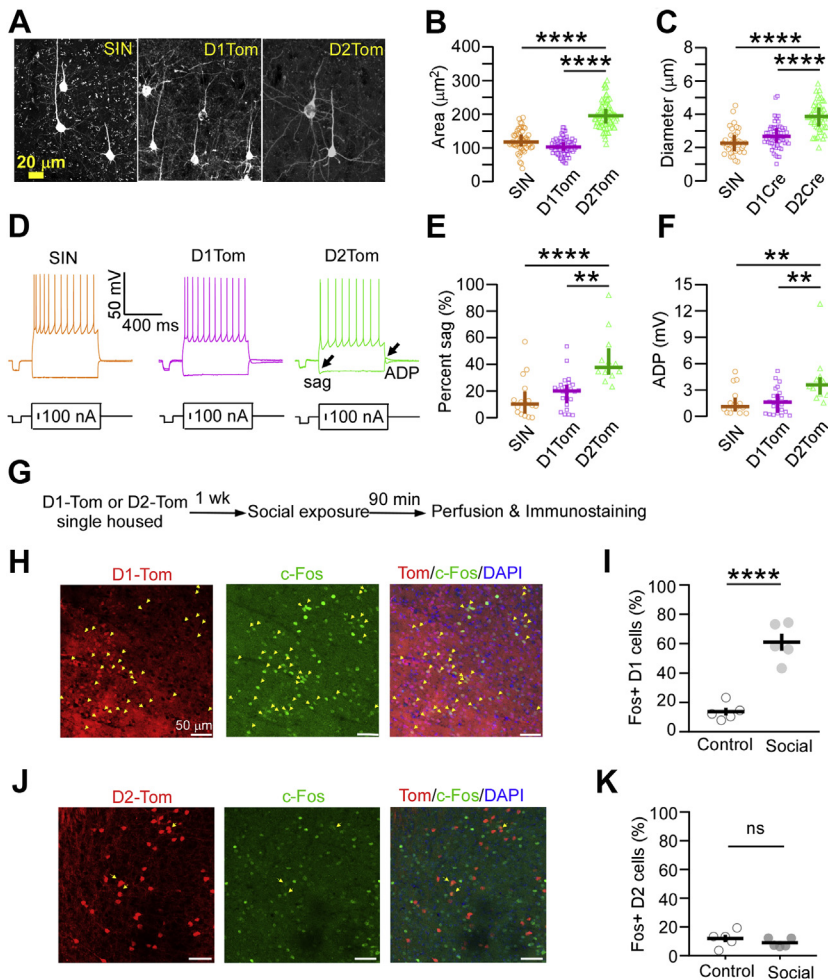 A
SIN
D1Tom
D2Tom
20 μm
B
Area (μm²)
400
300
200
100
0
****
****
SIN
D1Tom
D2Tom
C
Diameter (μm)
8
6
4
2
0
****
****
SIN
D1Cre
D2Cre
D
SIN
D1Tom
D2Tom
50 mV
400 ms
sag
ADP
100 nA
100 nA
100 nA
E
Percent sag (%)
100
80
60
40
20
0
****
**
SIN
D1Tom
D2Tom
F
ADP (mV)
15
12
9
6
3
0
**
**
SIN
D1Tom
D2Tom
G
D1-Tom or D2-Tom
single housed
1 wk
Social exposure
90 min
Perfusion & Immunostaining
H
D1-Tom
c-Fos
Tom/c-Fos/DAPI
50 μm
I
Fos+ D1 cells (%)
100
80
60
40
20
0
****
Control
Social
J
D2-Tom
c-Fos
Tom/c-Fos/DAPI
K
Fos+ D2 cells (%)
100
80
60
40
20
0
ns
Control
Social